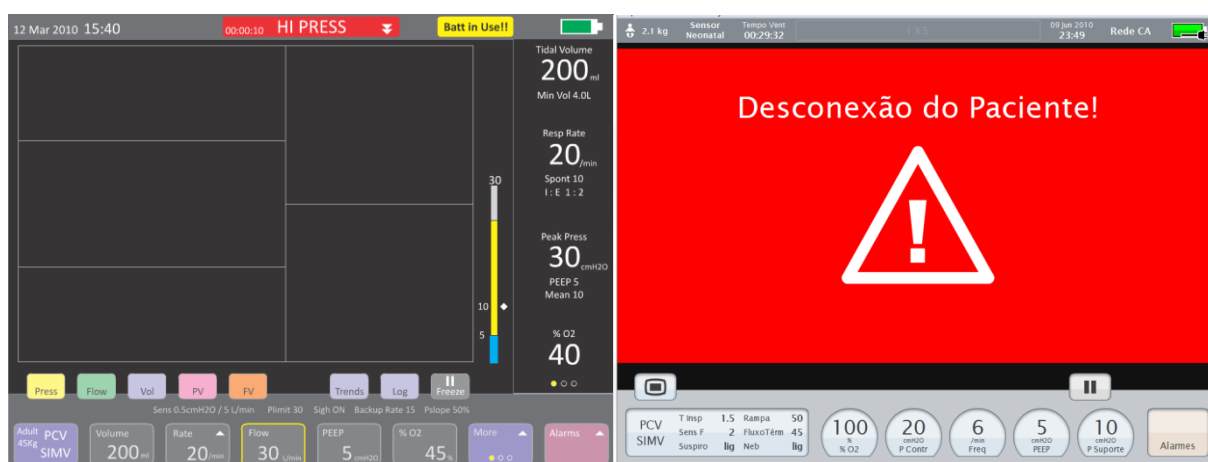 12 Mar 2010 15:40 00:00:10 HI PRESS Batt in Use!!
Tidal Volume
200 ml
Min Vol 4.0L
Resp Rate
20/min
Spont 10
I : E 1 : 2
30
10
5
Peak Press
30 cmH2O
PEEP 5
Mean 10
% O2
40
Press Flow Vol PV FV Trends Log Freeze
Sens 0.5cmH2O / 5 L/min Plimit 30 Sigh ON Backup Rate 15 Pslope 50%
Adult 45Kg PCV SIMV
Volume 200 ml
Rate 20/min
Flow 30 L/min
PEEP 5 cmH2O
% O2 45%
More
Alarms
2.1 kg
Sensor Neonatal
Tempo Vent 00:29:32
09 Jun 2010 23:49
Rede CA
Desconexão do Paciente!
!
PCV SIMV
T Insp 1.5 Rampa 50
Sens F 2 FluxoTérm 45
Suspiro lig Neb lig
100 % % O2
20 cmH2O P Contr
6 /min Freq
5 cmH2O PEEP
10 cmH2O P Suporte
Alarmes